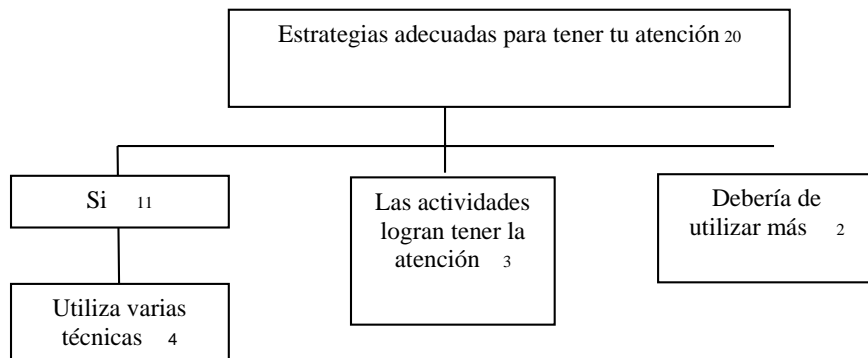 Estrategias adecuadas para tener tu atención 20
Si 11
Las actividades
logran tener la
atención 3
Debería de
utilizar más 2
Utiliza varias
técnicas 4